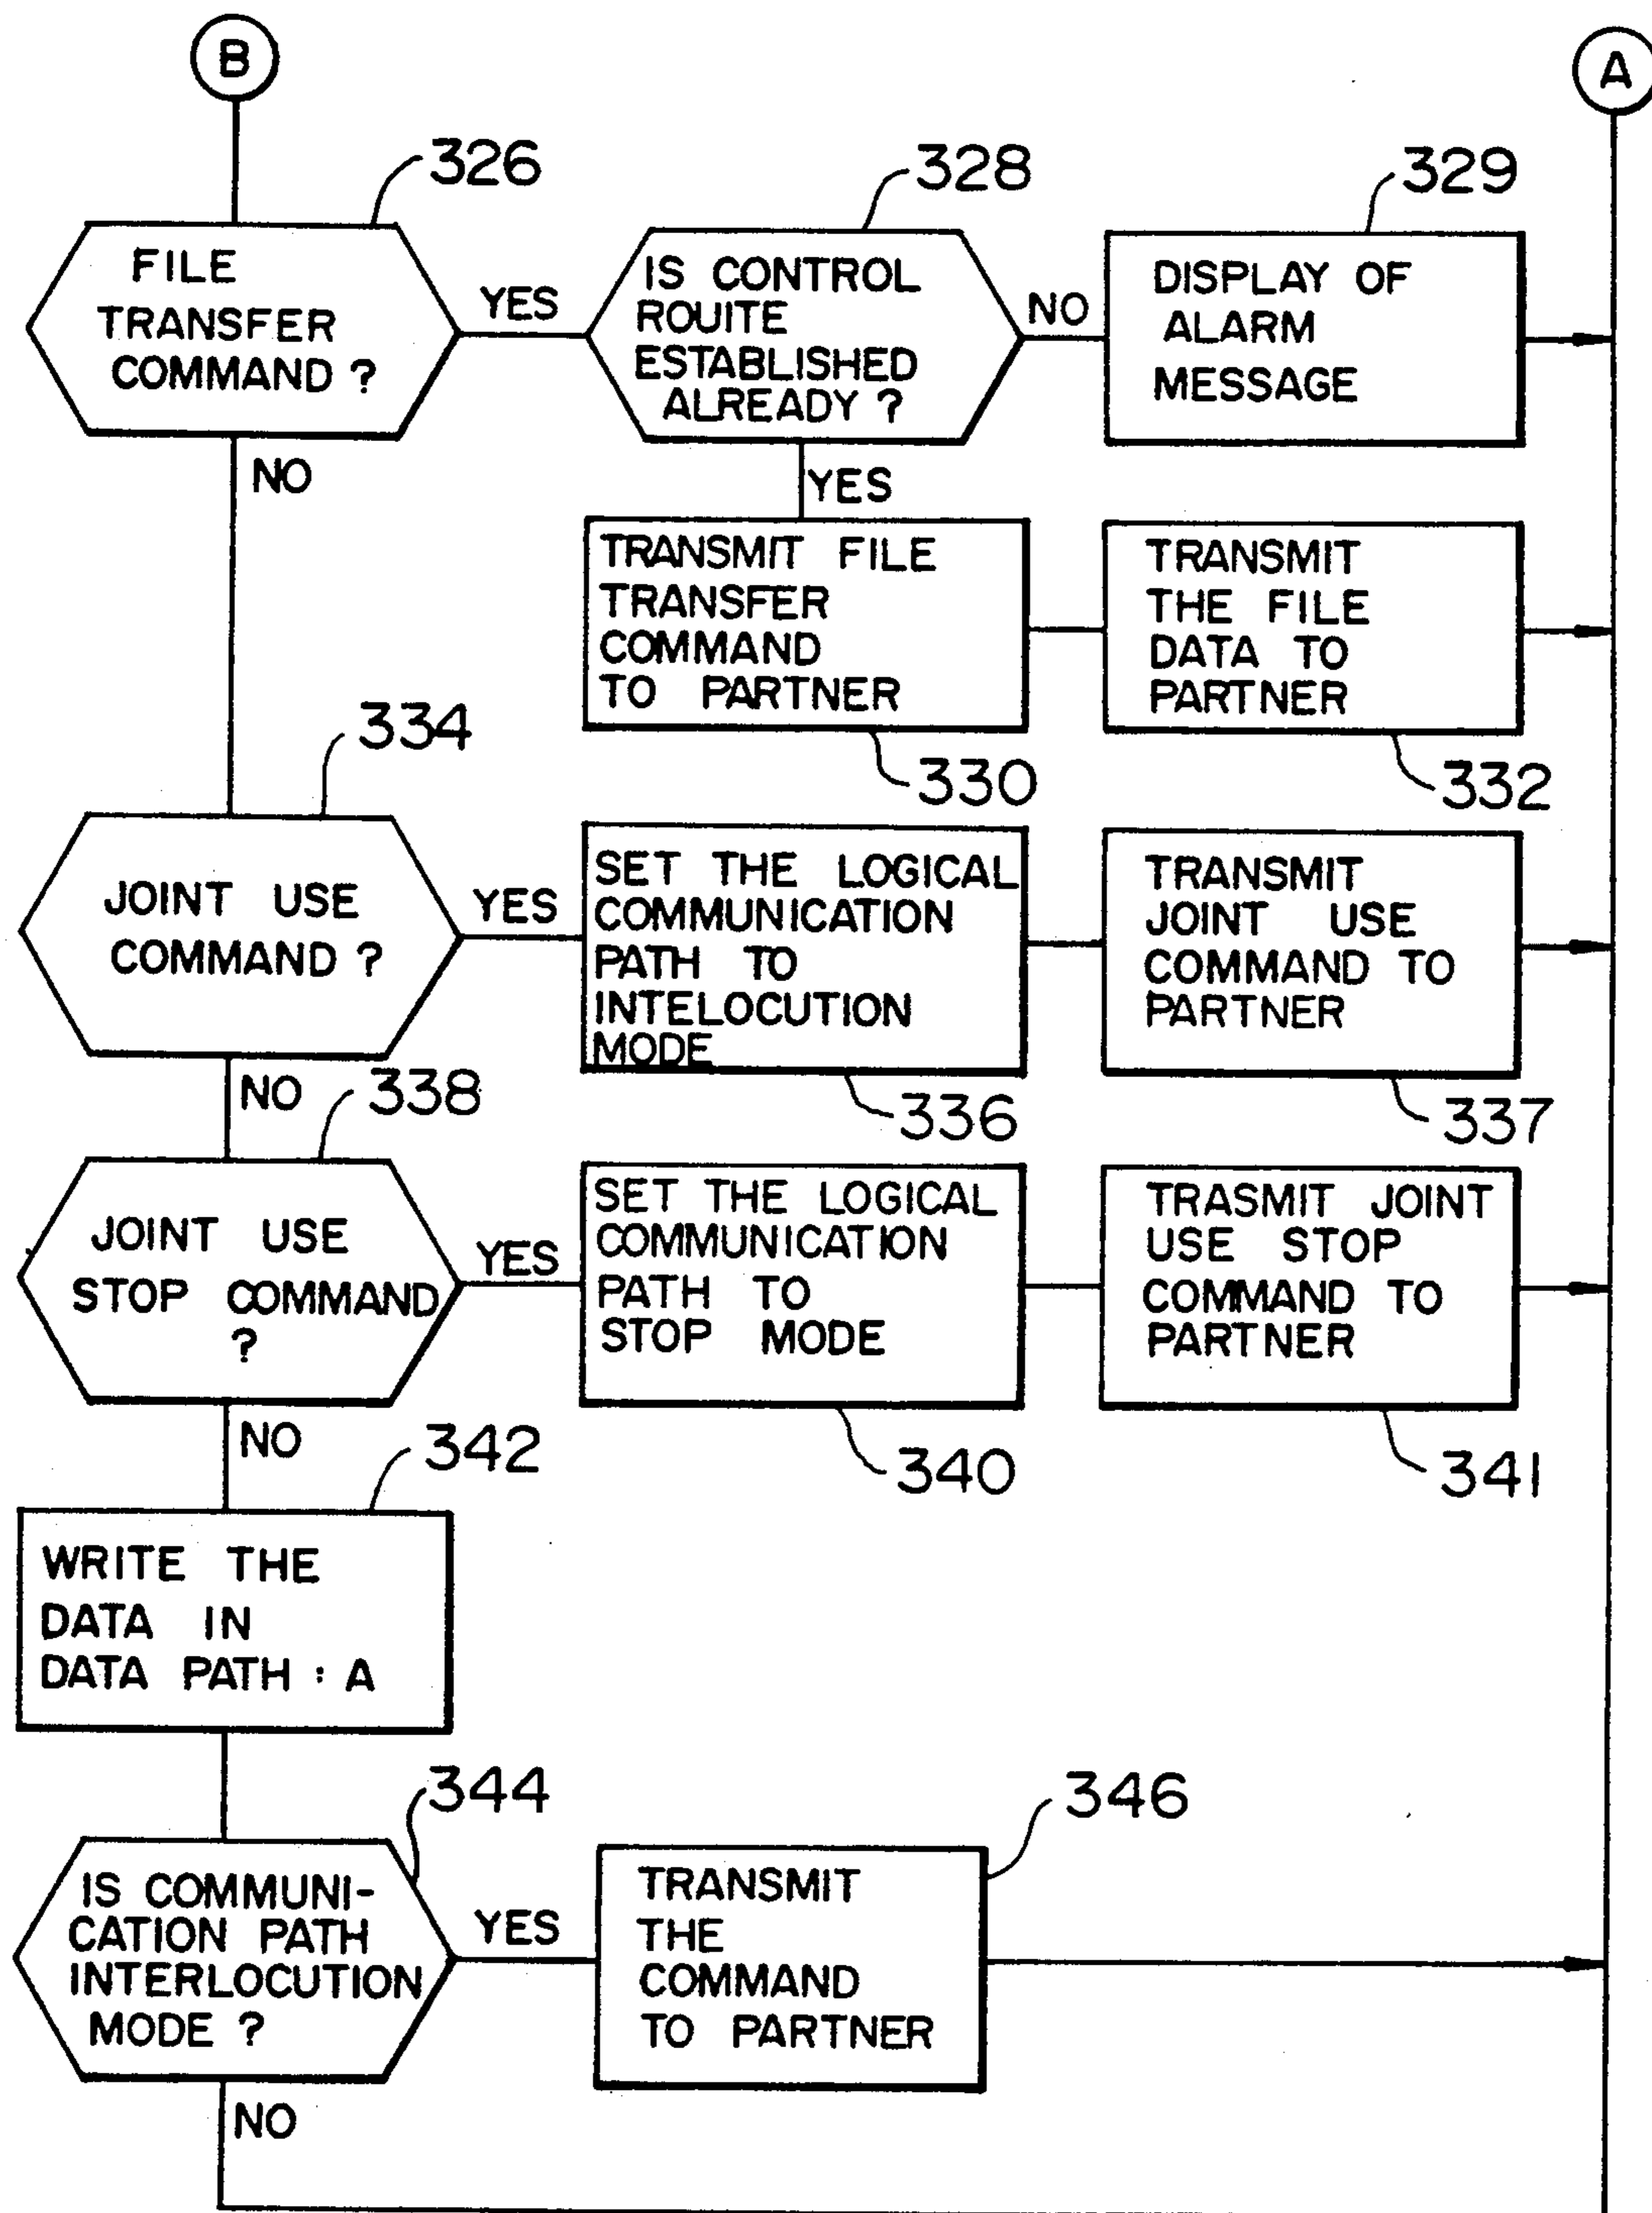 B
A
326
328
329
FILE
TRANSFER
COMMAND ?
YES
IS CONTROL
ROUITE
ESTABLISHED
ALREADY ?
NO
DISPLAY OF
ALARM
MESSAGE
NO
YES
TRANSMIT FILE
TRANSFER
COMMAND
TO PARTNER
TRANSMIT
THE FILE
DATA TO
PARTNER
330
332
334
JOINT USE
COMMAND ?
YES
SET THE LOGICAL
COMMUNICATION
PATH TO
INTELOCUTION
MODE
TRANSMIT
JOINT USE
COMMAND TO
PARTNER
NO
336
337
338
JOINT USE
STOP COMMAND
?
YES
SET THE LOGICAL
COMMUNICATION
PATH TO
STOP MODE
TRASMIT JOINT
USE STOP
COMMAND TO
PARTNER
NO
340
341
342
WRITE THE
DATA IN
DATA PATH : A
344
346
IS COMMUNI-
CATION PATH
INTERLOCUTION
MODE ?
YES
TRANSMIT
THE
COMMAND
TO PARTNER
NO